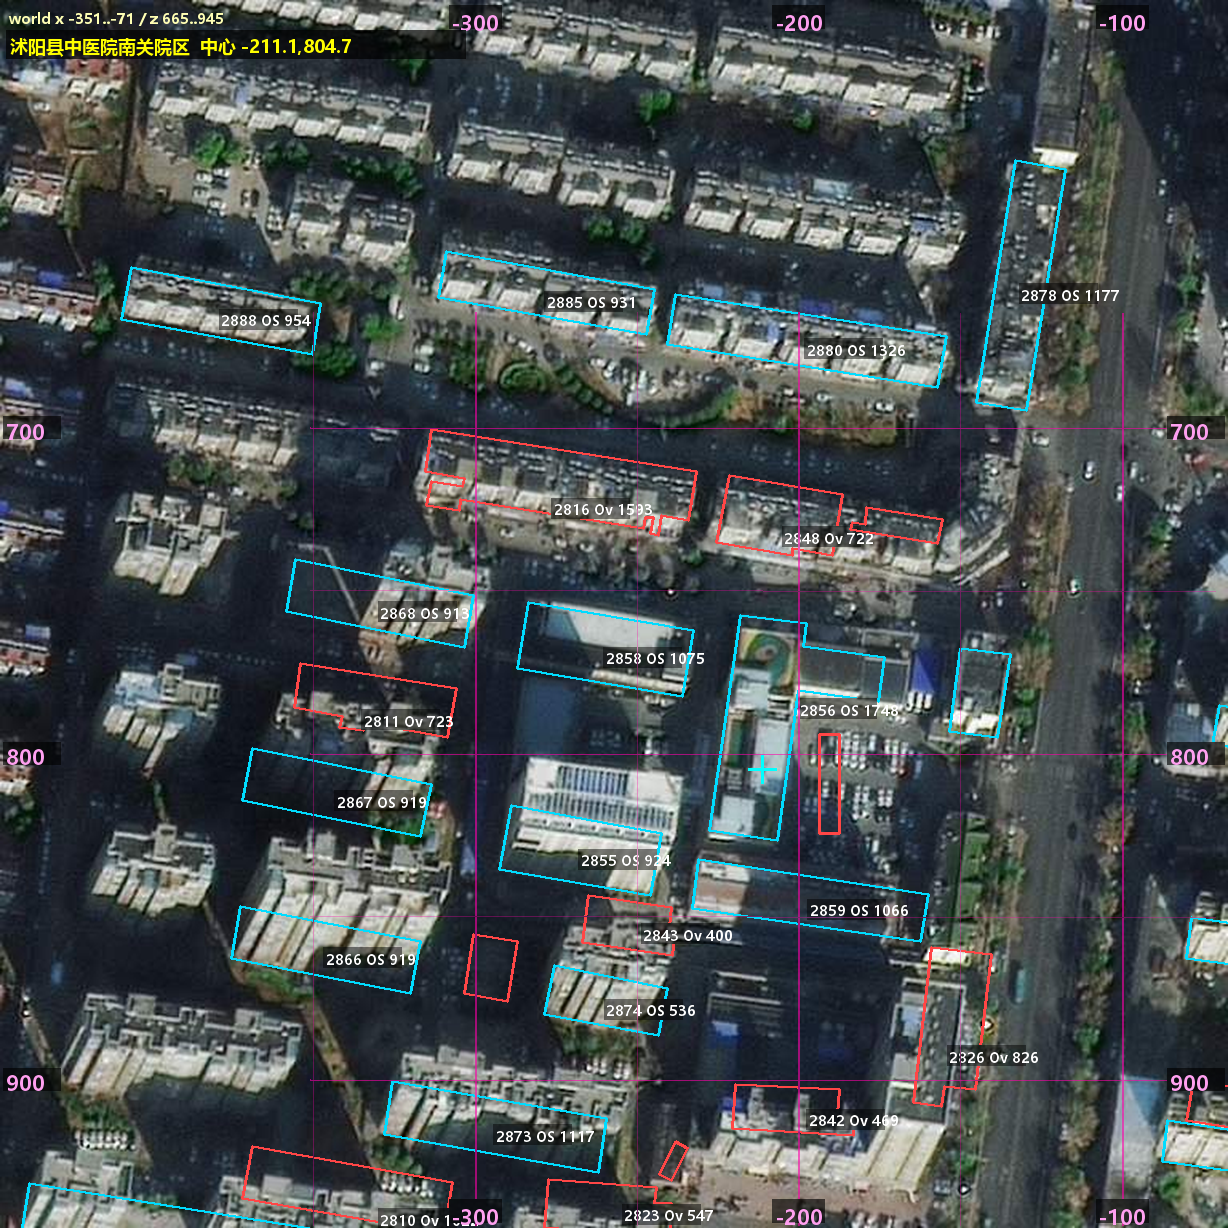 world x -351..-71 / z 665..945
沭阳县中医院南关院区 中心 -211.1,804.7
-300
-200
-100
2878 OS 1177
2885 OS 931
2888 OS 954
2880 OS 1326
700
700
2816 Ov 1593
2848 Ov 722
2868 OS 913
2858 OS 1075
2856 OS 1748
2811 Ov 723
800
800
2867 OS 919
2855 OS 924
2859 OS 1066
2843 Ov 400
2866 OS 919
2874 OS 536
2826 Ov 826
900
900
2842 Ov 469
2873 OS 1117
2810 Ov
-300
2823 Ov 547
-200
-100